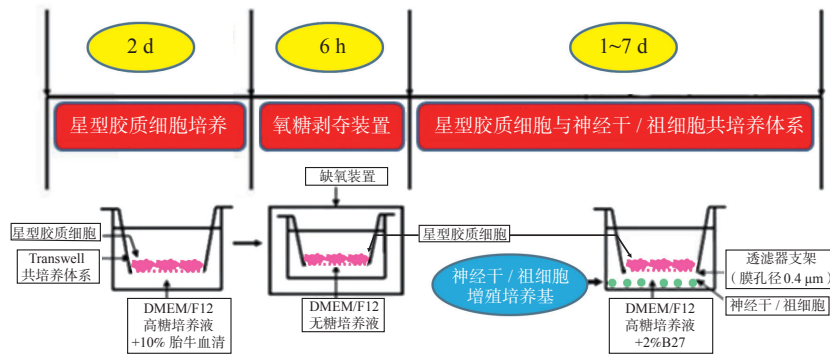 2 d
6 h
1~7 d
星型胶质细胞培养
氧糖剥夺装置
星型胶质细胞与神经干 / 祖细胞共培养体系
缺氧装置
星型胶质细胞
Transwell
共培养体系
星型胶质细胞
神经干 / 祖细胞
增殖培养基
透滤器支架
（膜孔径 0.4 μm）
神经干 / 祖细胞
DMEM/F12
高糖培养液
+10% 胎牛血清
DMEM/F12
无糖培养液
DMEM/F12
高糖培养液
+2%B27